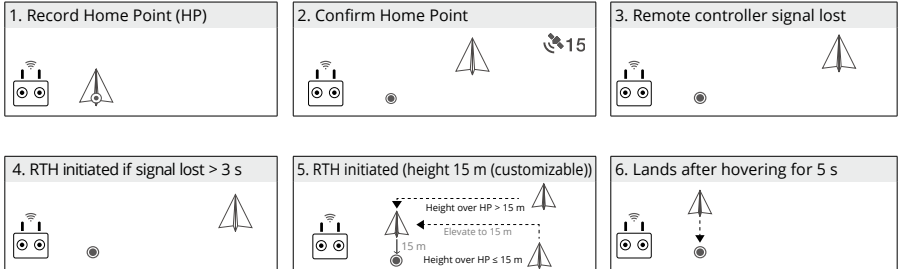 1. Record Home Point (HP)
2. Confirm Home Point
15
3. Remote controller signal lost
4. RTH initiated if signal lost > 3 s
5. RTH initiated (height 15 m (customizable))
Height over HP > 15 m
Elevate to 15 m
15 m
Height over HP ≤ 15 m
6. Lands after hovering for 5 s